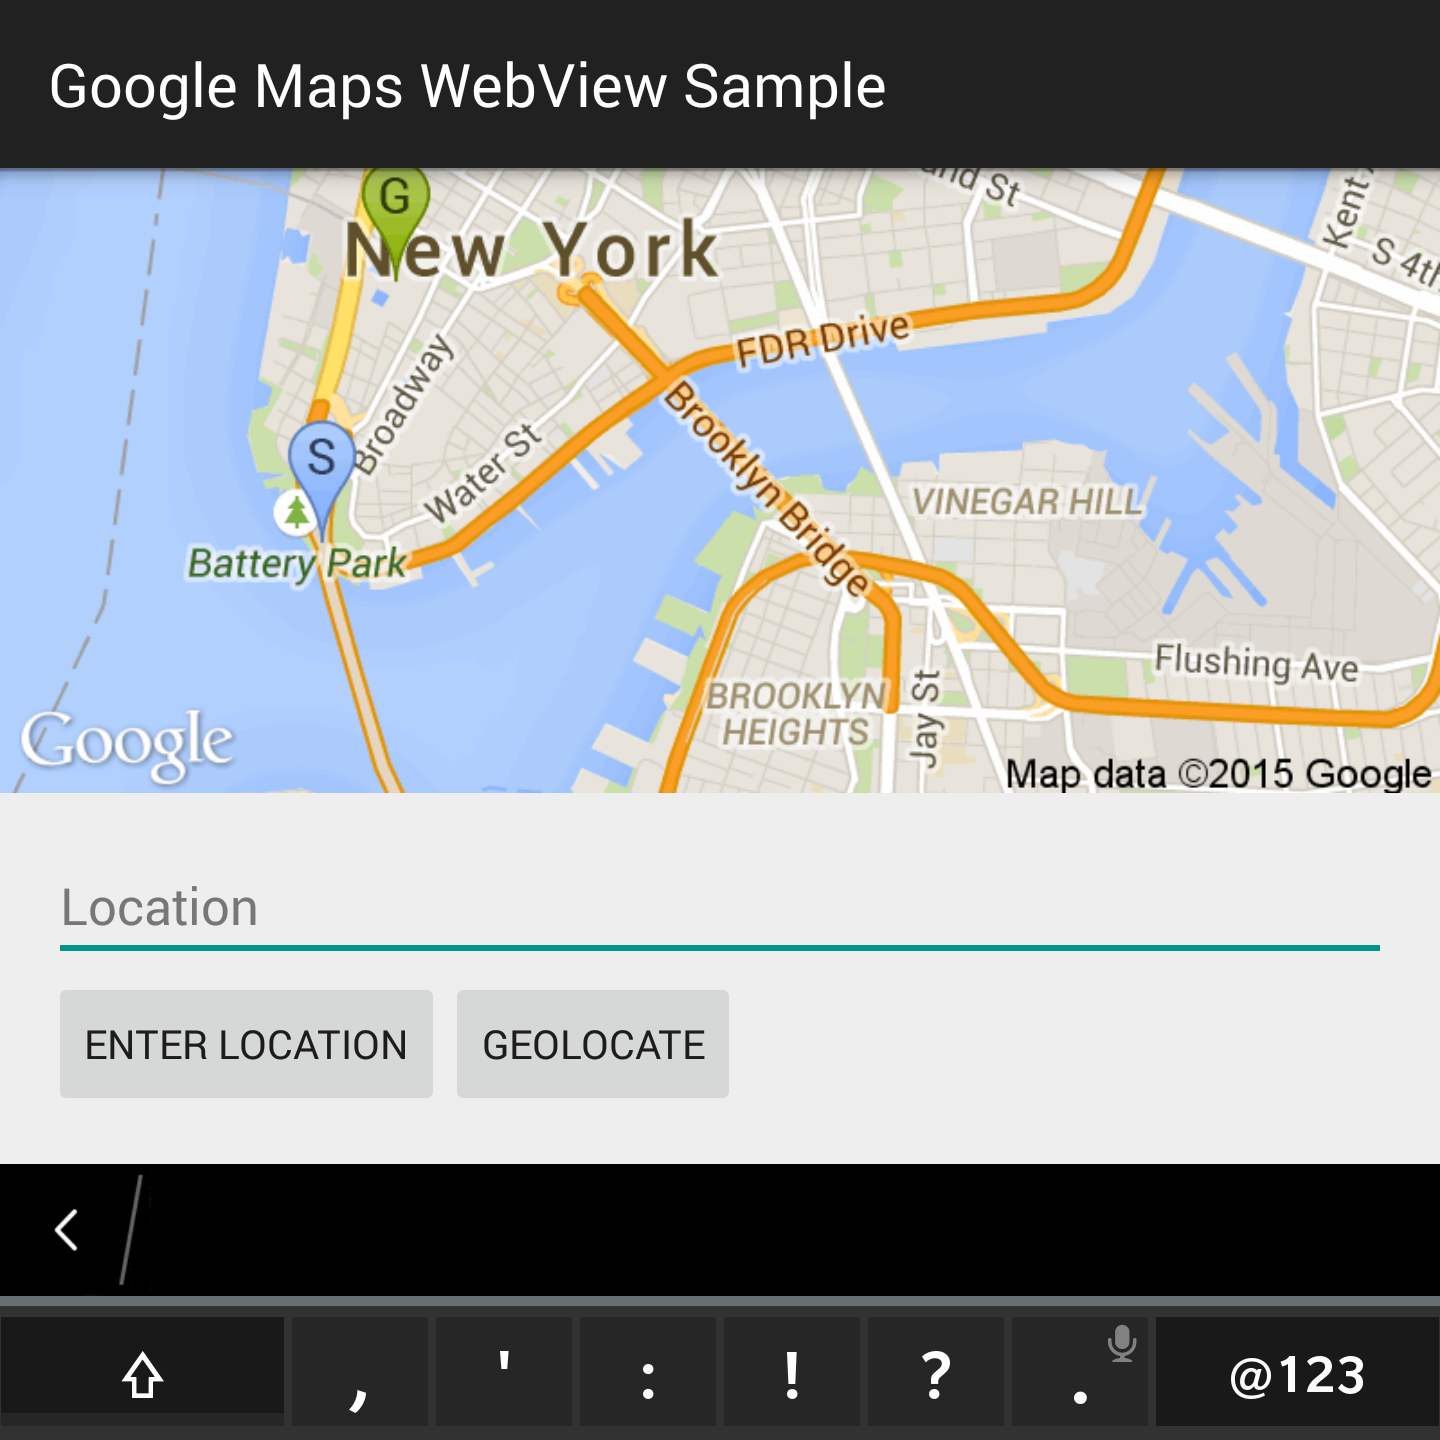 Google Maps WebView Sample
G
New York
St
Kent
S 4th
FDR Drive
Broadway
Brooklyn Bridge
Water St
S
VINEGAR HILL
Battery Park
Flushing Ave
BROOKLYN
HEIGHTS
Jay St
Google
Map data ©2015 Google
Location
ENTER LOCATION
GEOLOCATE
, ' : ! ? . @123